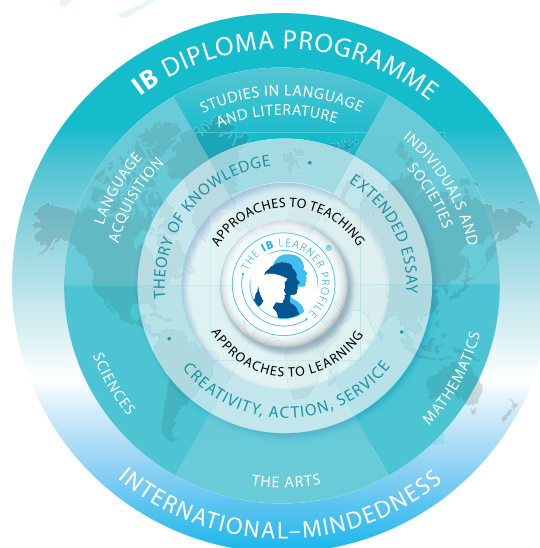 IB DIPLOMA PROGRAMME
STUDIES IN LANGUAGE
AND LITERATURE
LANGUAGE
ACQUISITION
INDIVIDUALS AND
SOCIETIES
THEORY OF KNOWLEDGE
EXTENDED ESSAY
APPROACHES TO TEACHING
THE IB LEARNER PROFILE
®
APPROACHES TO LEARNING
CREATIVITY, ACTION, SERVICE
SCIENCES
MATHEMATICS
THE ARTS
INTERNATIONAL–MINDEDNESS